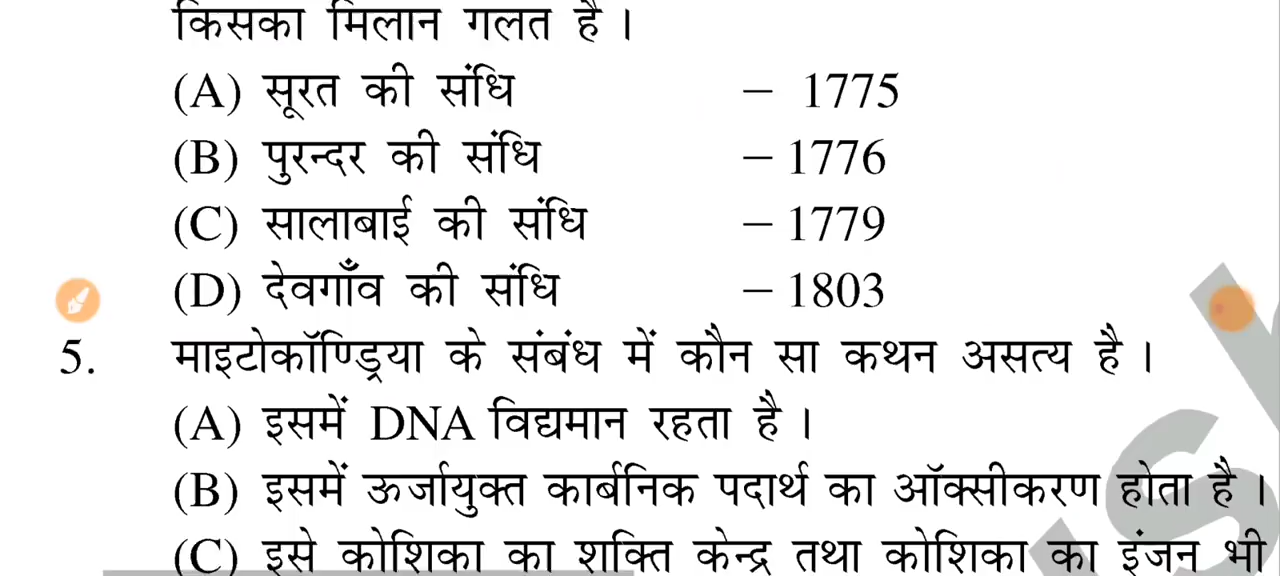 किसका मिलान गलत है ।
(A) सूरत की संधि – 1775
(B) पुरन्दर की संधि – 1776
(C) सालाबाई की संधि – 1779
(D) देवगाँव की संधि – 1803
5. माइटोकॉण्ड्रिया के संबंध में कौन सा कथन असत्य है ।
(A) इसमें DNA विद्यमान रहता है ।
(B) इसमें ऊर्जायुक्त कार्बनिक पदार्थ का ऑक्सीकरण होता है ।
(C) इसे कोशिका का शक्ति केन्द्र तथा कोशिका का इंजन भी